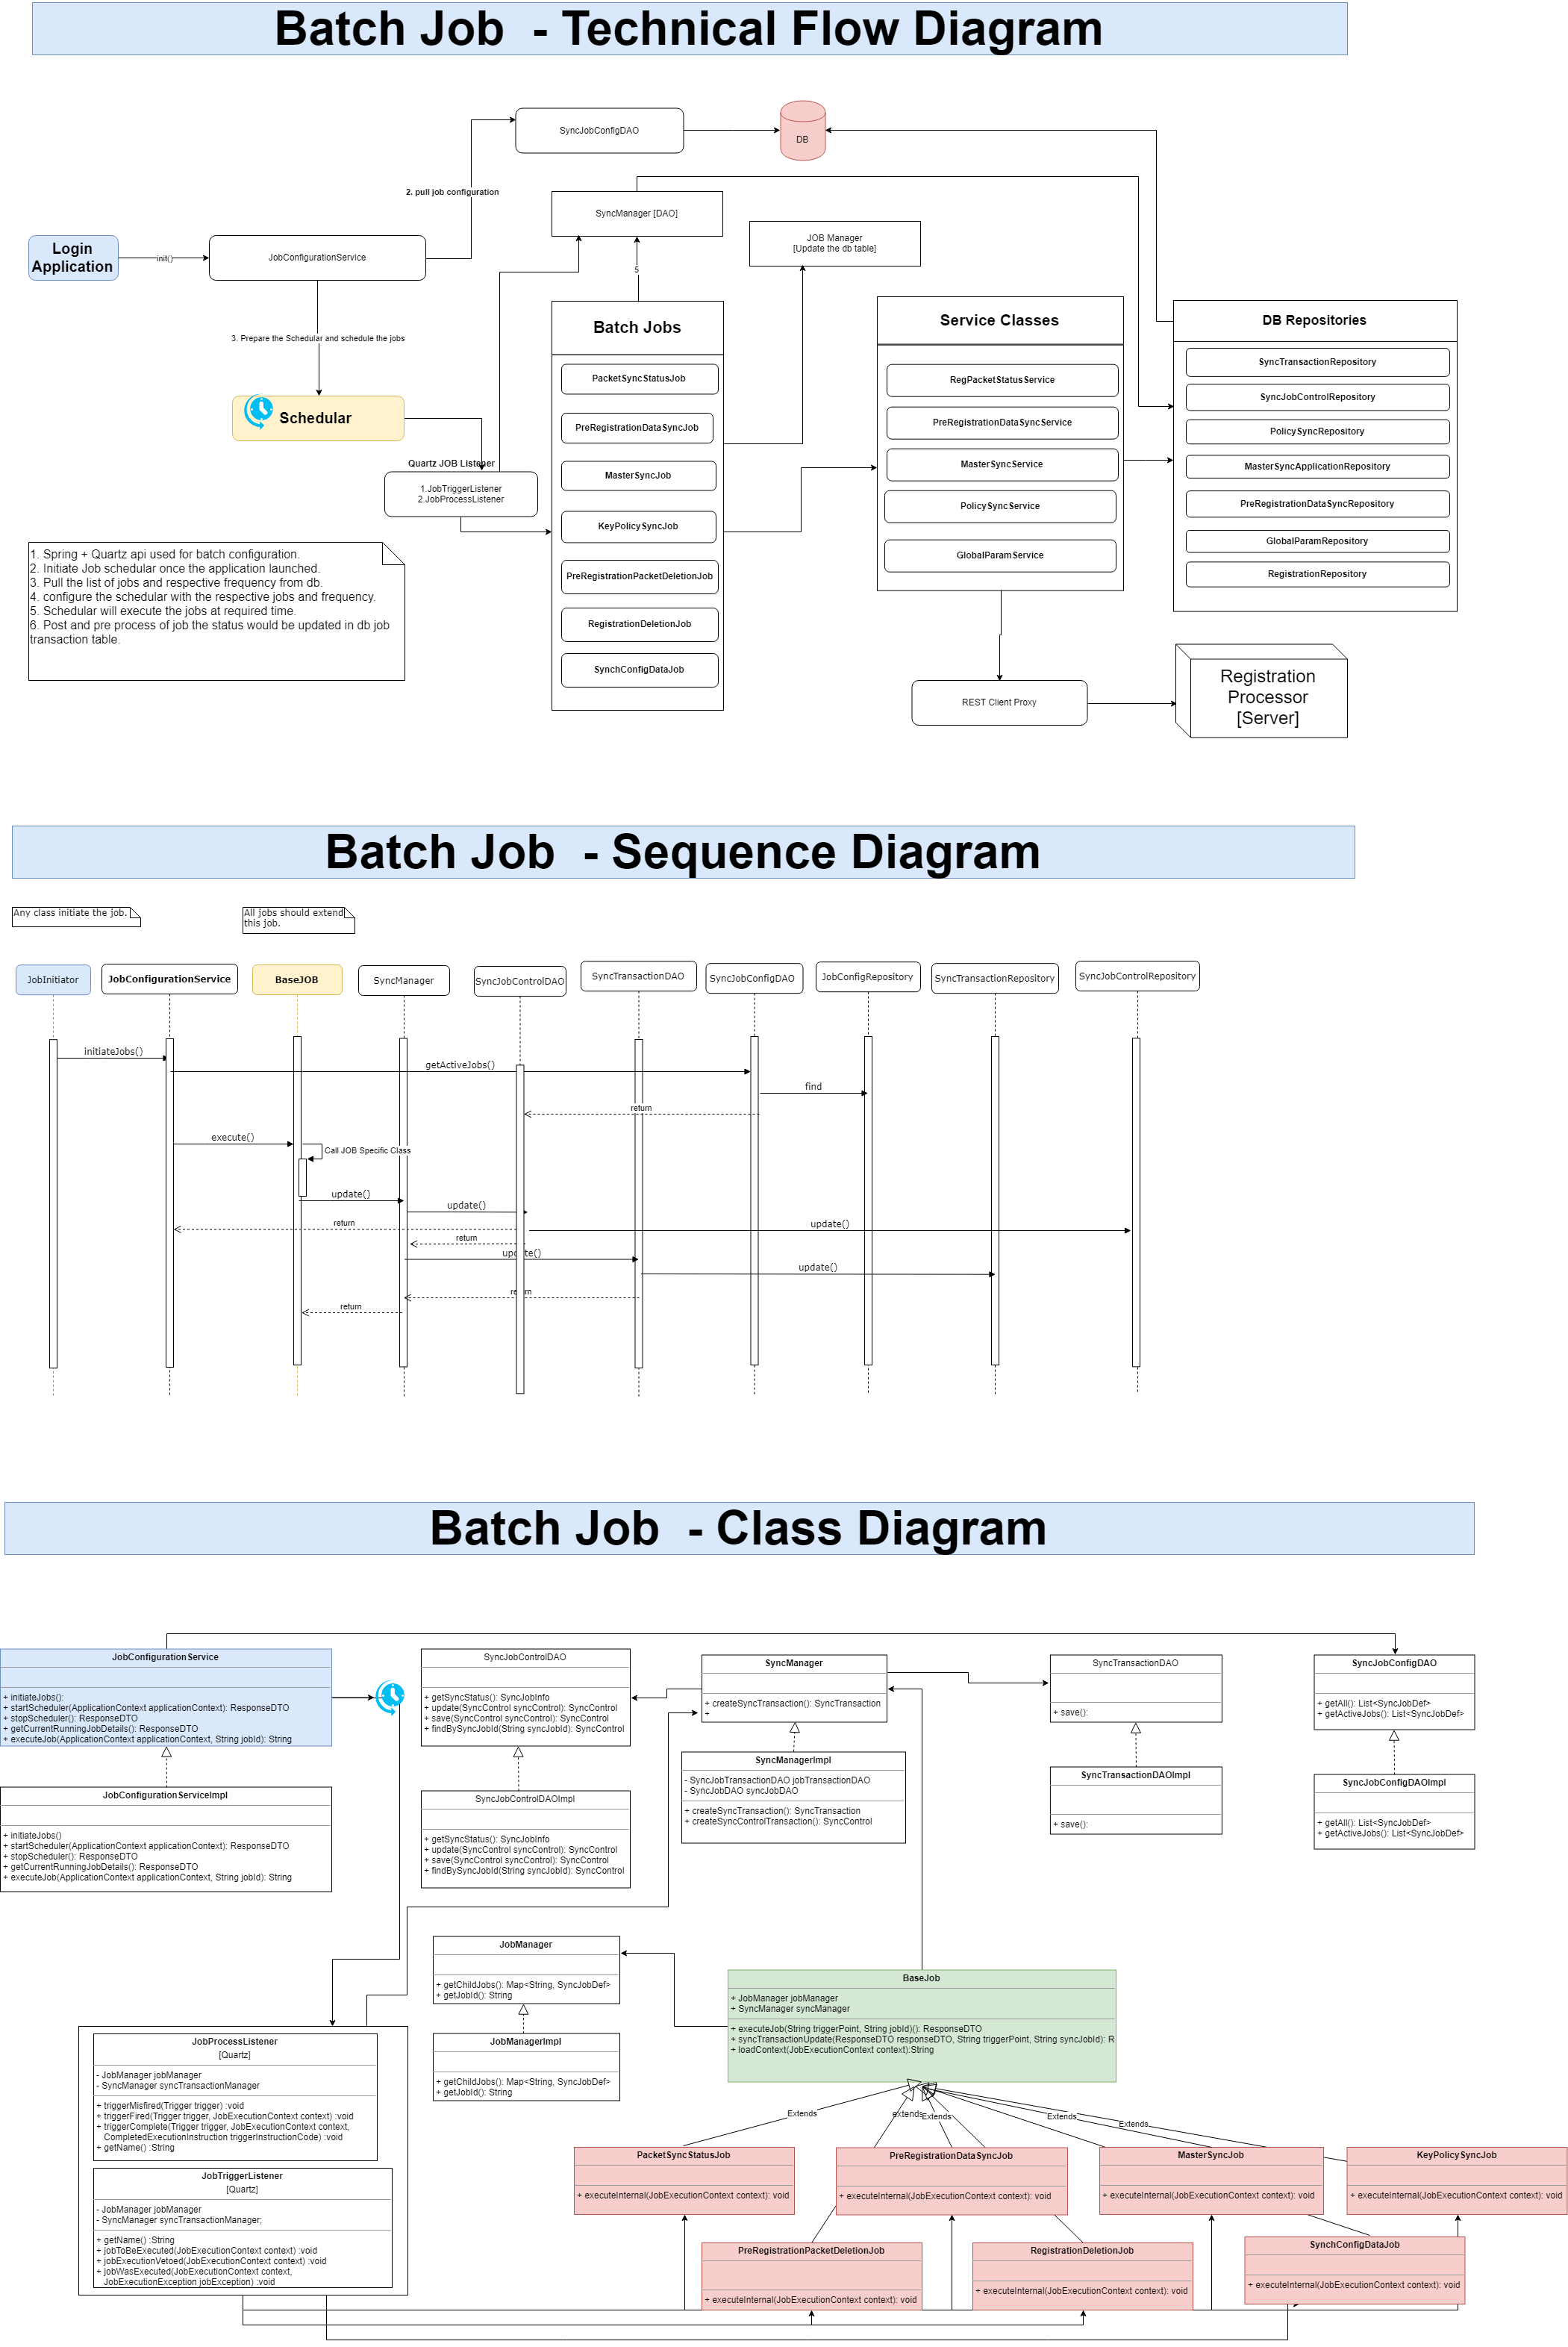 Batch Job  - Technical Flow Diagram
SyncJobConfigDAO
DB
2. pull job configuration
SyncManager [DAO]
JOB Manager
[Update the db table]
Login
Application
init()
JobConfigurationService
5
3. Prepare the Schedular and schedule the jobs
Schedular
Quartz JOB Listener
1.JobTriggerListener
2.JobProcessListener
Batch Jobs
PacketSyncStatusJob
PreRegistrationDataSyncJob
MasterSyncJob
KeyPolicySyncJob
PreRegistrationPacketDeletionJob
RegistrationDeletionJob
SynchConfigDataJob
Service Classes
RegPacketStatusService
PreRegistrationDataSyncService
MasterSyncService
PolicySyncService
GlobalParamService
DB Repositories
SyncTransactionRepository
SyncJobControlRepository
PolicySyncRepository
MasterSyncApplicationRepository
PreRegistrationDataSyncRepository
GlobalParamRepository
RegistrationRepository
1. Spring + Quartz api used for batch configuration.
2. Initiate Job schedular once the application launched.
3. Pull the list of jobs and respective frequency from db.
4. configure the schedular with the respective jobs and frequency.
5. Schedular will execute the jobs at required time.
6. Post and pre process of job the status would be updated in db job
transaction table.
REST Client Proxy
Registration
Processor
[Server]
Batch Job  - Sequence Diagram
Any class initiate the job.
All jobs should extend
this job.
JobInitiator
JobConfigurationService
BaseJOB
SyncManager
SyncJobControlDAO
SyncTransactionDAO
SyncJobConfigDAO
JobConfigRepository
SyncTransactionRepository
SyncJobControlRepository
initiateJobs()
getActiveJobs()
find
return
execute()
Call JOB Specific Class
update()
update()
return
update()
return
update()
update()
return
return
Batch Job  - Class Diagram
JobConfigurationService
+ initiateJobs():
+ startScheduler(ApplicationContext applicationContext): ResponseDTO
+ stopScheduler(): ResponseDTO
+ getCurrentRunningJobDetails(): ResponseDTO
+ executeJob(ApplicationContext applicationContext, String jobId): String
JobConfigurationServiceImpl
+ initiateJobs()
+ startScheduler(ApplicationContext applicationContext): ResponseDTO
+ stopScheduler(): ResponseDTO
+ getCurrentRunningJobDetails(): ResponseDTO
+ executeJob(ApplicationContext applicationContext, String jobId): String
SyncJobControlDAO
+ getSyncStatus(): SyncJobInfo
+ update(SyncControl syncControl): SyncControl
+ save(SyncControl syncControl): SyncControl
+ findBySyncJobId(String syncJobId): SyncControl
SyncJobControlDAOImpl
+ getSyncStatus(): SyncJobInfo
+ update(SyncControl syncControl): SyncControl
+ save(SyncControl syncControl): SyncControl
+ findBySyncJobId(String syncJobId): SyncControl
SyncManager
+ createSyncTransaction(): SyncTransaction
+
SyncManagerImpl
- SyncJobTransactionDAO jobTransactionDAO
- SyncJobDAO syncJobDAO
+ createSyncTransaction(): SyncTransaction
+ createSyncControlTransaction(): SyncControl
SyncTransactionDAO
+ save():
SyncTransactionDAOImpl
+ save():
SyncJobConfigDAO
+ getAll(): List<SyncJobDef>
+ getActiveJobs(): List<SyncJobDef>
SyncJobConfigDAOImpl
+ getAll(): List<SyncJobDef>
+ getActiveJobs(): List<SyncJobDef>
JobManager
+ getChildJobs(): Map<String, SyncJobDef>
+ getJobId(): String
JobManagerImpl
+ getChildJobs(): Map<String, SyncJobDef>
+ getJobId(): String
BaseJob
+ JobManager jobManager
+ SyncManager syncManager
+ executeJob(String triggerPoint, String jobId)(): ResponseDTO
+ syncTransactionUpdate(ResponseDTO responseDTO, String triggerPoint, String syncJobId): R
+ loadContext(JobExecutionContext context):String
JobProcessListener
[Quartz]
- JobManager jobManager
- SyncManager syncTransactionManager
+ triggerMisfired(Trigger trigger) :void
+ triggerFired(Trigger trigger, JobExecutionContext context) :void
+ triggerComplete(Trigger trigger, JobExecutionContext context,
CompletedExecutionInstruction triggerInstructionCode) :void
+ getName() :String
JobTriggerListener
[Quartz]
- JobManager jobManager
- SyncManager syncTransactionManager;
+ getName() :String
+ jobToBeExecuted(JobExecutionContext context) :void
+ jobExecutionVetoed(JobExecutionContext context) :void
+ jobWasExecuted(JobExecutionContext context,
JobExecutionException jobException) :void
Extends
extends
Extends
Extends
Extends
PacketSyncStatusJob
+ executeInternal(JobExecutionContext context): void
PreRegistrationDataSyncJob
+ executeInternal(JobExecutionContext context): void
MasterSyncJob
+ executeInternal(JobExecutionContext context): void
KeyPolicySyncJob
+ executeInternal(JobExecutionContext context): void
PreRegistrationPacketDeletionJob
+ executeInternal(JobExecutionContext context): void
RegistrationDeletionJob
+ executeInternal(JobExecutionContext context): void
SynchConfigDataJob
+ executeInternal(JobExecutionContext context): void